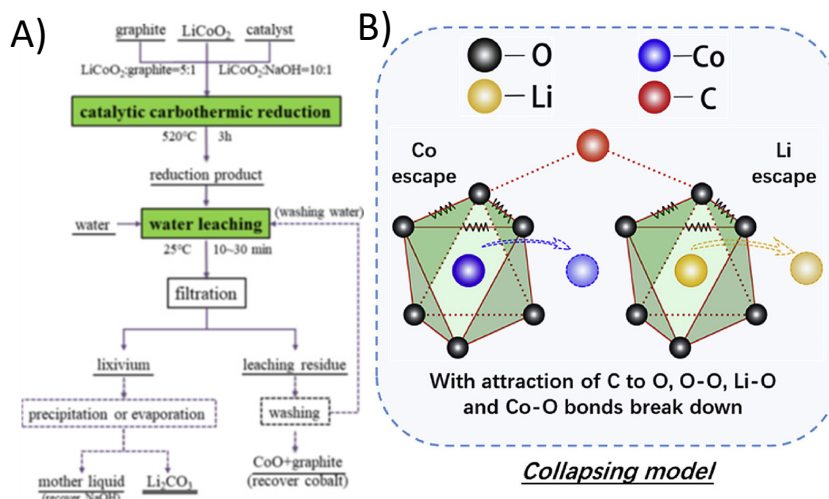 A)
graphite LiCoO₂ catalyst
LiCoO₂:graphite=5:1 LiCoO₂:NaOH=10:1
catalytic carbothermic reduction
520℃ 3h
reduction product
water water leaching (washing water)
25℃ 10~30 min
filtration
lixivium leaching residue
precipitation or evaporation washing
mother liquid Li₂CO₃ CoO+graphite
(recover NaOH) (recover cobalt)
B)
O Co
Li C
Co
escape
Li
escape
With attraction of C to O, O-O, Li-O
and Co-O bonds break down
Collapsing model